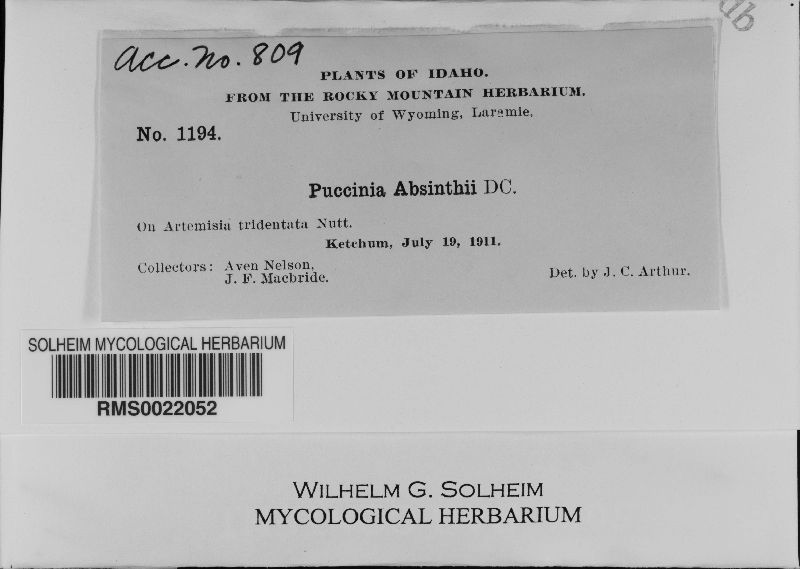 Acc. No. 809
PLANTS OF IDAHO.
FROM THE ROCKY MOUNTAIN HERBARIUM.
University of Wyoming, Laramie.
No. 1194.
Puccinia Absinthii DC.
On Artemisia tridentata Nutt.
Ketchum, July 19, 1911.
Collectors: Aven Nelson,
J. F. Macbride.
Det. by J. C. Arthur.
SOLHEIM MYCOLOGICAL HERBARIUM
RMS0022052
WILHELM G. SOLHEIM
MYCOLOGICAL HERBARIUM